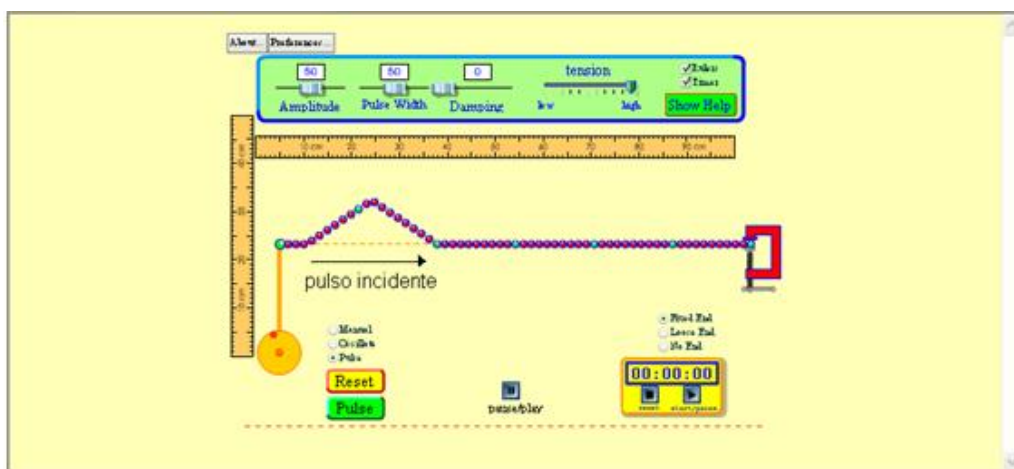 About... Preferences...
50 50 0
tension
Rulers
Timer
Amplitude Pulse Width Damping
low high
Show Help
10 cm 20 30 40 50 60 70 80 90 cm
20
pulso incidente
Manual
Oscillate
Pulse
Fixed End
Loose End
No End
00:00:00
reset start/pause
Reset
pause/play
Pulse